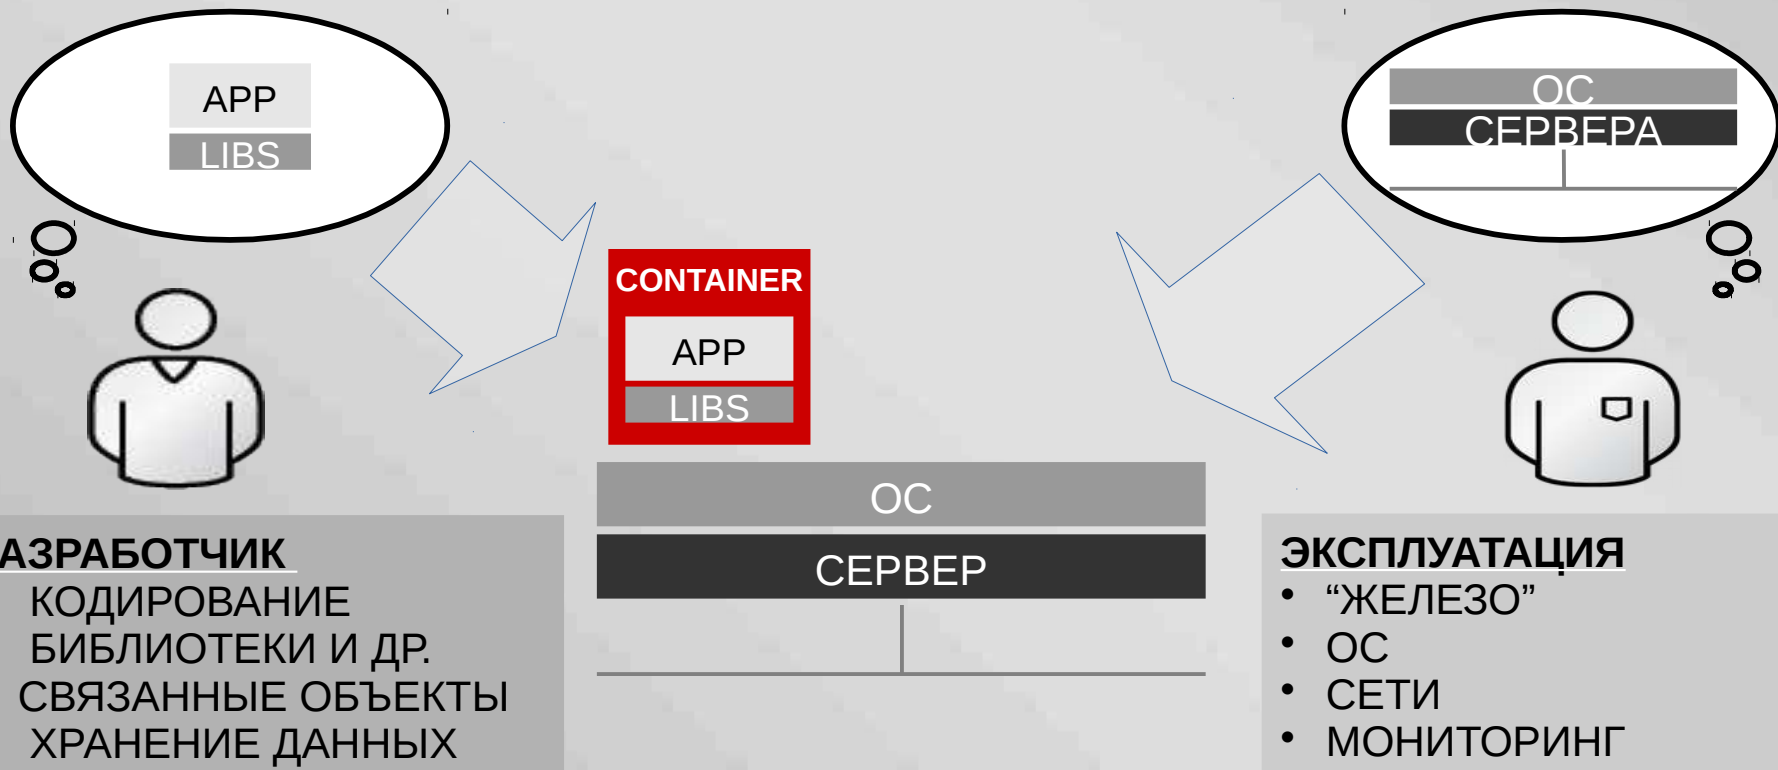 APP
LIBS
ОС
СЕРВЕРА
CONTAINER
APP
LIBS
ОС
СЕРВЕР
АЗРАБОТЧИК
КОДИРОВАНИЕ
БИБЛИОТЕКИ И ДР.
СВЯЗАННЫЕ ОБЪЕКТЫ
ХРАНЕНИЕ ДАННЫХ
ЭКСПЛУАТАЦИЯ
• “ЖЕЛЕЗО”
• ОС
• СЕТИ
• МОНИТОРИНГ